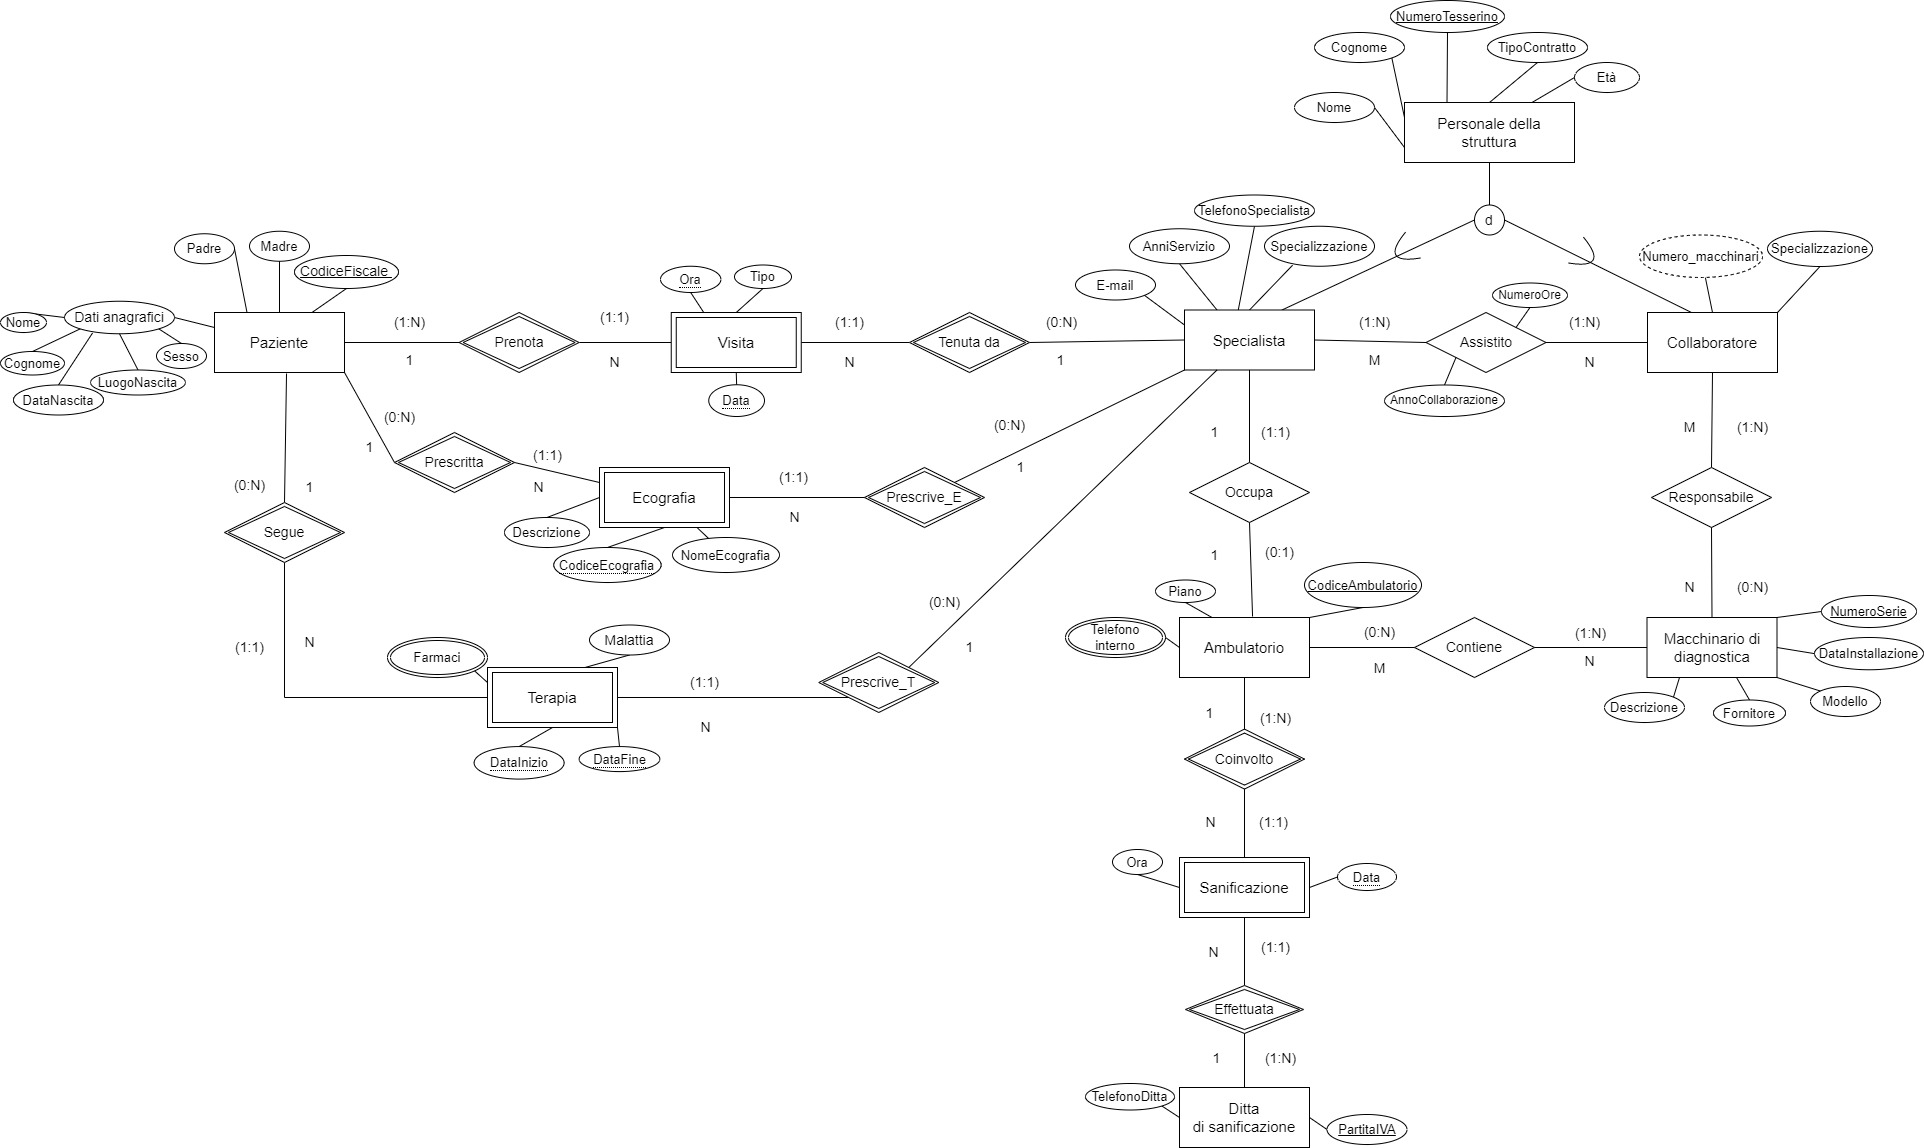 NumeroTesserino
Cognome
TipoContratto
Età
Nome
Personale della
struttura
d
TelefonoSpecialista
AnniServizio
Specializzazione
E-mail
Numero_macchinari
Specializzazione
Padre
Madre
CodiceFiscale
Dati anagrafici
Nome
Cognome
DataNascita
LuogoNascita
Sesso
Paziente
(1:N)
1
Prenota
(1:1)
N
Ora
Tipo
Visita
Data
(1:1)
N
Tenuta da
(0:N)
1
Specialista
(1:N)
M
NumeroOre
Assistito
AnnoCollaborazione
(1:N)
N
Collaboratore
(0:N)
1
Prescritta
(1:1)
N
Ecografia
Descrizione
CodiceEcografia
NomeEcografia
(1:1)
N
Prescrive_E
(0:N)
1
1
(1:1)
Occupa
1
(0:1)
M
(1:N)
Responsabile
N
(0:N)
(0:N)
1
Segue
(1:1)
N
Farmaci
Malattia
Terapia
DataInizio
DataFine
(1:1)
N
Prescrive_T
(0:N)
1
Piano
CodiceAmbulatorio
Telefono
interno
Ambulatorio
(0:N)
M
Contiene
(1:N)
N
Macchinario di
diagnostica
NumeroSerie
DataInstallazione
Modello
Fornitore
Descrizione
1
(1:N)
Coinvolto
N
(1:1)
Ora
Sanificazione
Data
N
(1:1)
Effettuata
1
(1:N)
TelefonoDitta
Ditta
di sanificazione
PartitaIVA